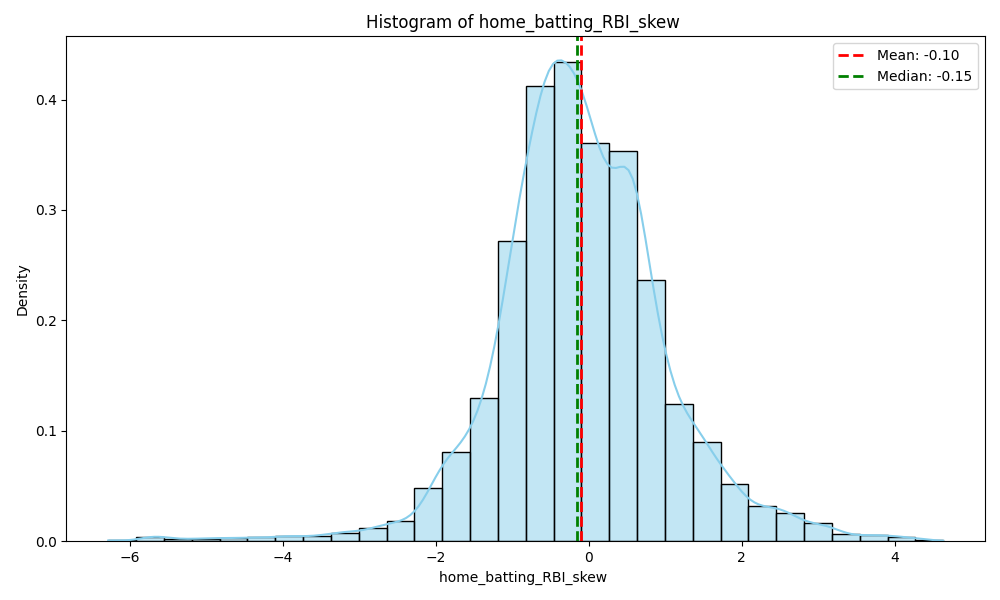 Histogram of home_batting_RBI_skew
Mean: -0.10
Median: -0.15
Density
0.4
0.3
0.2
0.1
0.0
−6
−4
−2
0
2
4
home_batting_RBI_skew